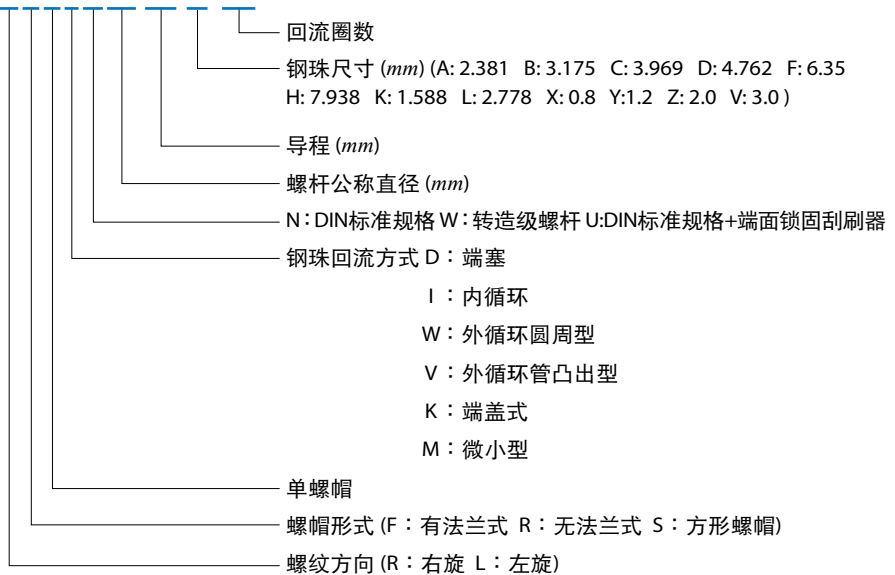 回流圈数
钢珠尺寸 (mm) (A: 2.381 B: 3.175 C: 3.969 D: 4.762 F: 6.35
H: 7.938 K: 1.588 L: 2.778 X: 0.8 Y:1.2 Z: 2.0 V: 3.0 )
导程 (mm)
螺杆公称直径 (mm)
N：DIN标准规格 W：转造级螺杆 U:DIN标准规格+端面锁固刮刷器
钢珠回流方式 D：端塞
I：内循环
W：外循环圆周型
V：外循环管凸出型
K：端盖式
M：微小型
单螺帽
螺帽形式 (F：有法兰式 R：无法兰式 S：方形螺帽)
螺纹方向 (R：右旋 L：左旋)